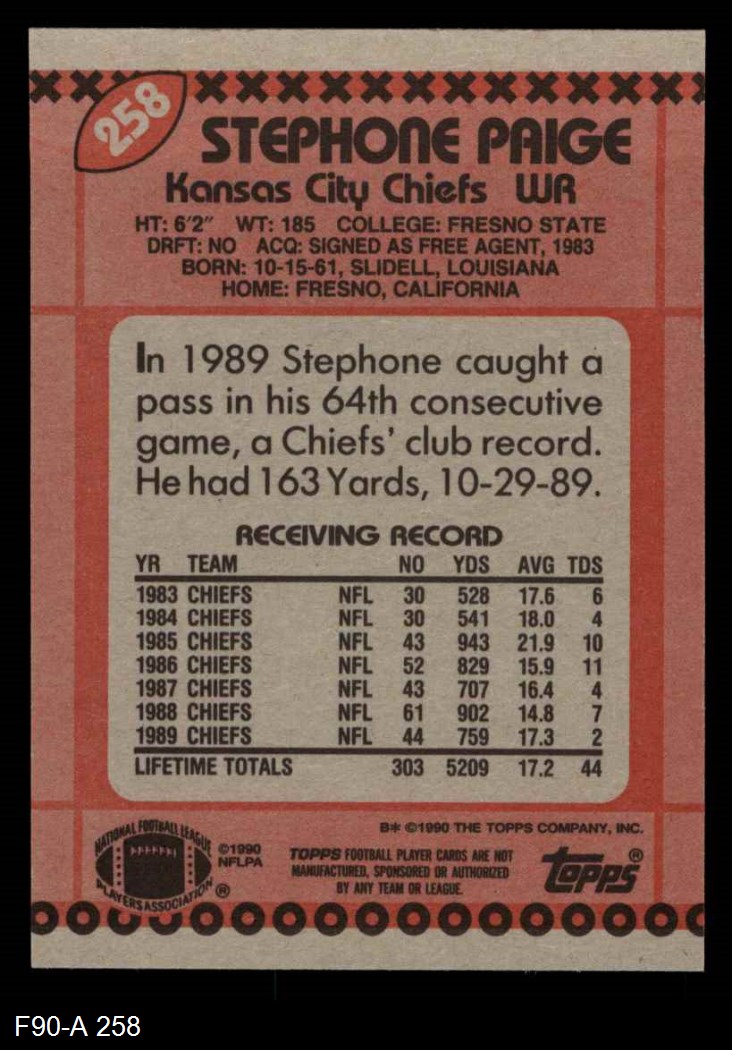 258
STEPHONE PAIGE
Kansas City Chiefs WR
HT: 6'2" WT: 185 COLLEGE: FRESNO STATE
DRFT: NO ACQ: SIGNED AS FREE AGENT, 1983
BORN: 10-15-61, SLIDELL, LOUISIANA
HOME: FRESNO, CALIFORNIA
In 1989 Stephone caught a
pass in his 64th consecutive
game, a Chiefs' club record.
He had 163 Yards, 10-29-89.
RECEIVING RECORD
YR TEAM NO YDS AVG TDS
1983 CHIEFS NFL 30 528 17.6 6
1984 CHIEFS NFL 30 541 18.0 4
1985 CHIEFS NFL 43 943 21.9 10
1986 CHIEFS NFL 52 829 15.9 11
1987 CHIEFS NFL 43 707 16.4 4
1988 CHIEFS NFL 61 902 14.8 7
1989 CHIEFS NFL 44 759 17.3 2
LIFETIME TOTALS 303 5209 17.2 44
B* ©1990 THE TOPPS COMPANY, INC.
NATIONAL FOOTBALL LEAGUE
PLAYERS
PLAYERS ASSOCIATION ®
©1990
NFLPA
TOPPS FOOTBALL PLAYER CARDS ARE NOT
MANUFACTURED, SPONSORED OR AUTHORIZED
BY ANY TEAM OR LEAGUE.
topps®
F90-A 258